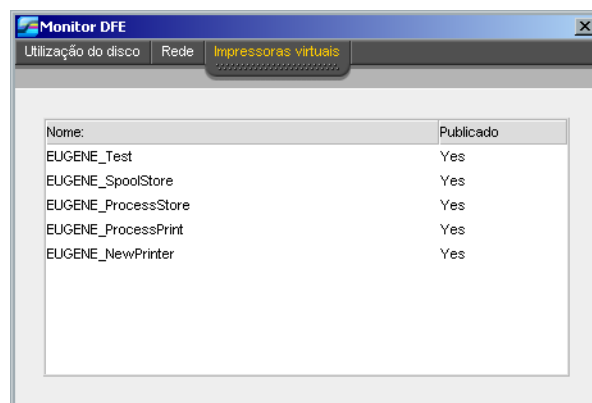 Monitor DFE
Utilização do disco Rede Impressoras virtuais
Nome: Publicado
EUGENE_Test Yes
EUGENE_SpoolStore Yes
EUGENE_ProcessStore Yes
EUGENE_ProcessPrint Yes
EUGENE_NewPrinter Yes